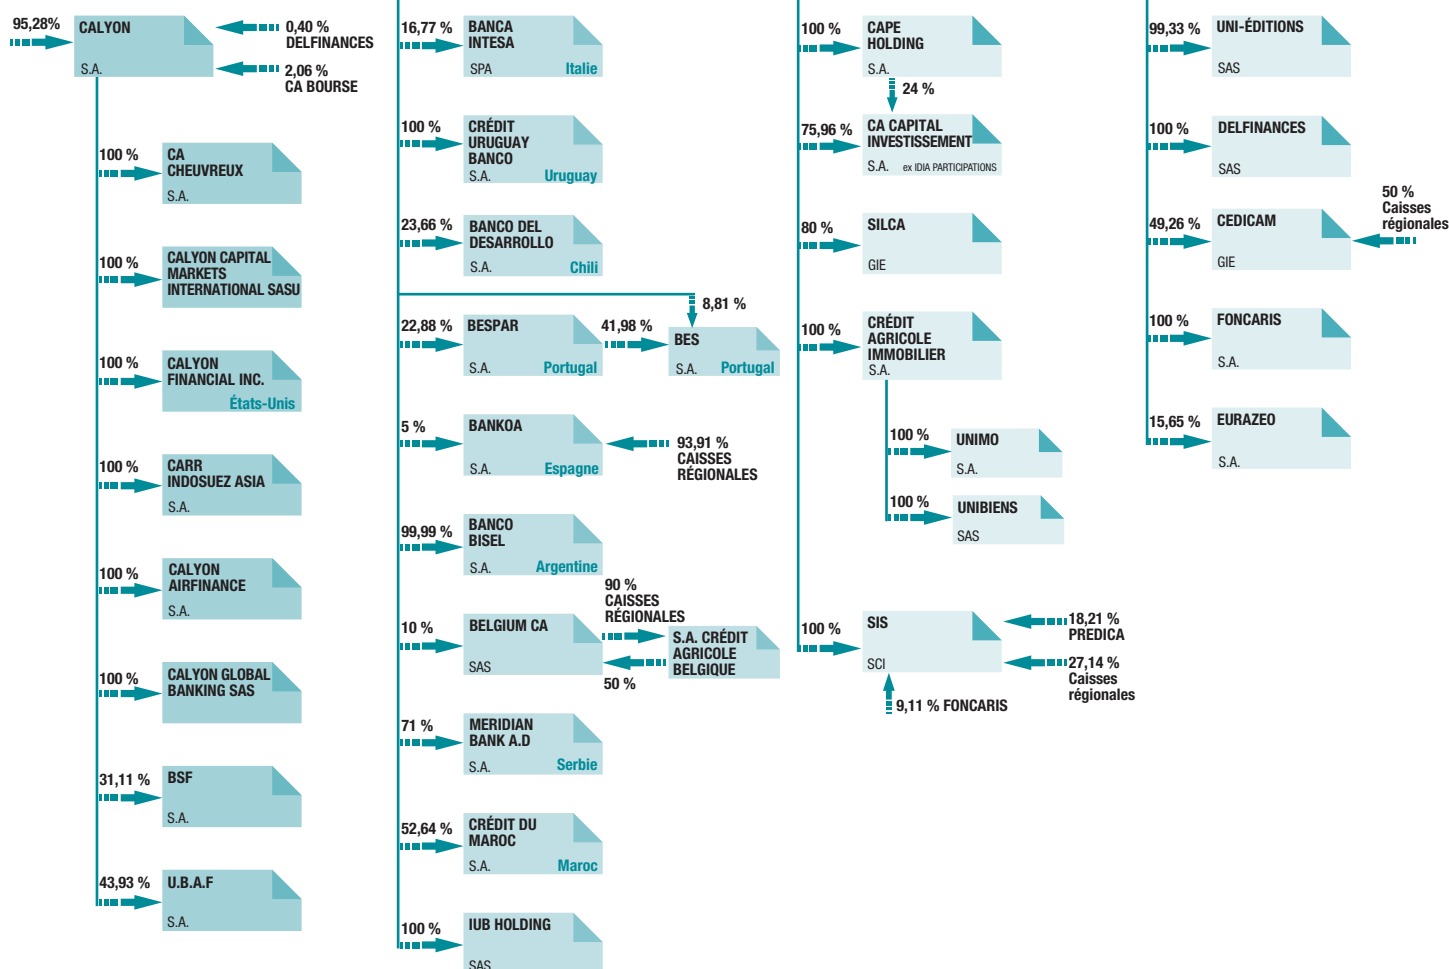 95,28%
CALYON
S.A.
0,40 %
DELFINANCES
2,06 %
CA BOURSE
100 %
CA
CHEUVREUX
S.A.
100 %
CALYON CAPITAL
MARKETS
INTERNATIONAL SASU
100 %
CALYON
FINANCIAL INC.
États-Unis
100 %
CARR
INDOSUEZ ASIA
S.A.
100 %
CALYON
AIRFINANCE
S.A.
100 %
CALYON GLOBAL
BANKING SAS
31,11 %
BSF
S.A.
43,93 %
U.B.A.F
S.A.
16,77 %
BANCA
INTESA
SPA
Italie
100 %
CRÉDIT
URUGUAY
BANCO
S.A.
Uruguay
23,66 %
BANCO DEL
DESARROLLO
S.A.
Chili
22,88 %
BESPAR
S.A.
Portugal
41,98 %
8,81 %
BES
S.A.
Portugal
5 %
BANKOA
S.A.
Espagne
93,91 %
CAISSES
RÉGIONALES
99,99 %
BANCO
BISEL
S.A.
Argentine
10 %
BELGIUM CA
SAS
90 %
CAISSES
RÉGIONALES
50 %
S.A. CRÉDIT
AGRICOLE
BELGIQUE
71 %
MERIDIAN
BANK A.D
S.A.
Serbie
52,64 %
CRÉDIT DU
MAROC
S.A.
Maroc
100 %
IUB HOLDING
SAS
100 %
CAPE
HOLDING
S.A.
24 %
75,96 %
CA CAPITAL
INVESTISSEMENT
S.A.
ex IDIA PARTICIPATIONS
80 %
SILCA
GIE
100 %
CRÉDIT
AGRICOLE
IMMOBILIER
S.A.
100 %
UNIMO
S.A.
100 %
UNIBIENS
SAS
100 %
SIS
SCI
18,21 %
PREDICA
27,14 %
Caisses
régionales
9,11 % FONCARIS
99,33 %
UNI-ÉDITIONS
SAS
100 %
DELFINANCES
SAS
49,26 %
CEDICAM
GIE
50 %
Caisses
régionales
100 %
FONCARIS
S.A.
15,65 %
EURAZEO
S.A.